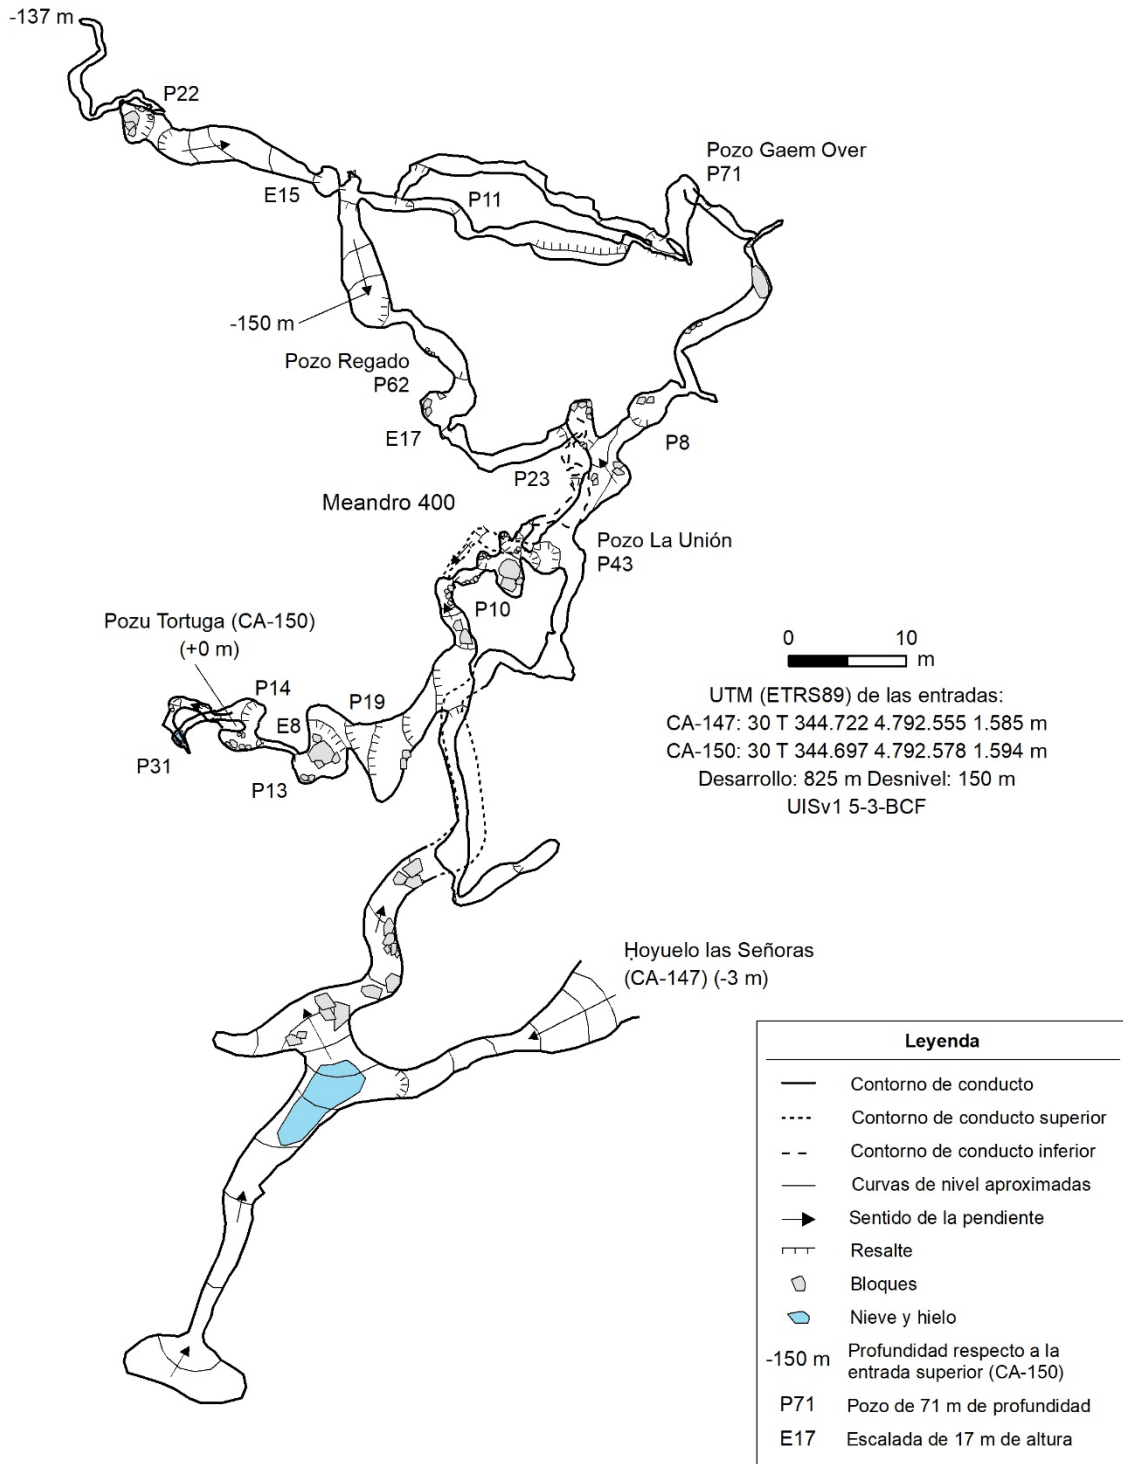 -137 m
P22
Pozo Gaem Over
P71
E15
P11
-150 m
Pozo Regado
P62
E17
P8
P23
Meandro 400
Pozo La Unión
P43
P10
Pozu Tortuga (CA-150)
(+0 m)
P14
E8
P19
P31
P13
0 10
m
UTM (ETRS89) de las entradas:
CA-147: 30 T 344.722 4.792.555 1.585 m
CA-150: 30 T 344.697 4.792.578 1.594 m
Desarrollo: 825 m Desnivel: 150 m
UISv1 5-3-BCF
Hoyuelo las Señoras
(CA-147) (-3 m)
Leyenda
Contorno de conducto
Contorno de conducto superior
Contorno de conducto inferior
Curvas de nivel aproximadas
Sentido de la pendiente
Resalte
Bloques
Nieve y hielo
-150 m Profundidad respecto a la
entrada superior (CA-150)
P71 Pozo de 71 m de profundidad
E17 Escalada de 17 m de altura